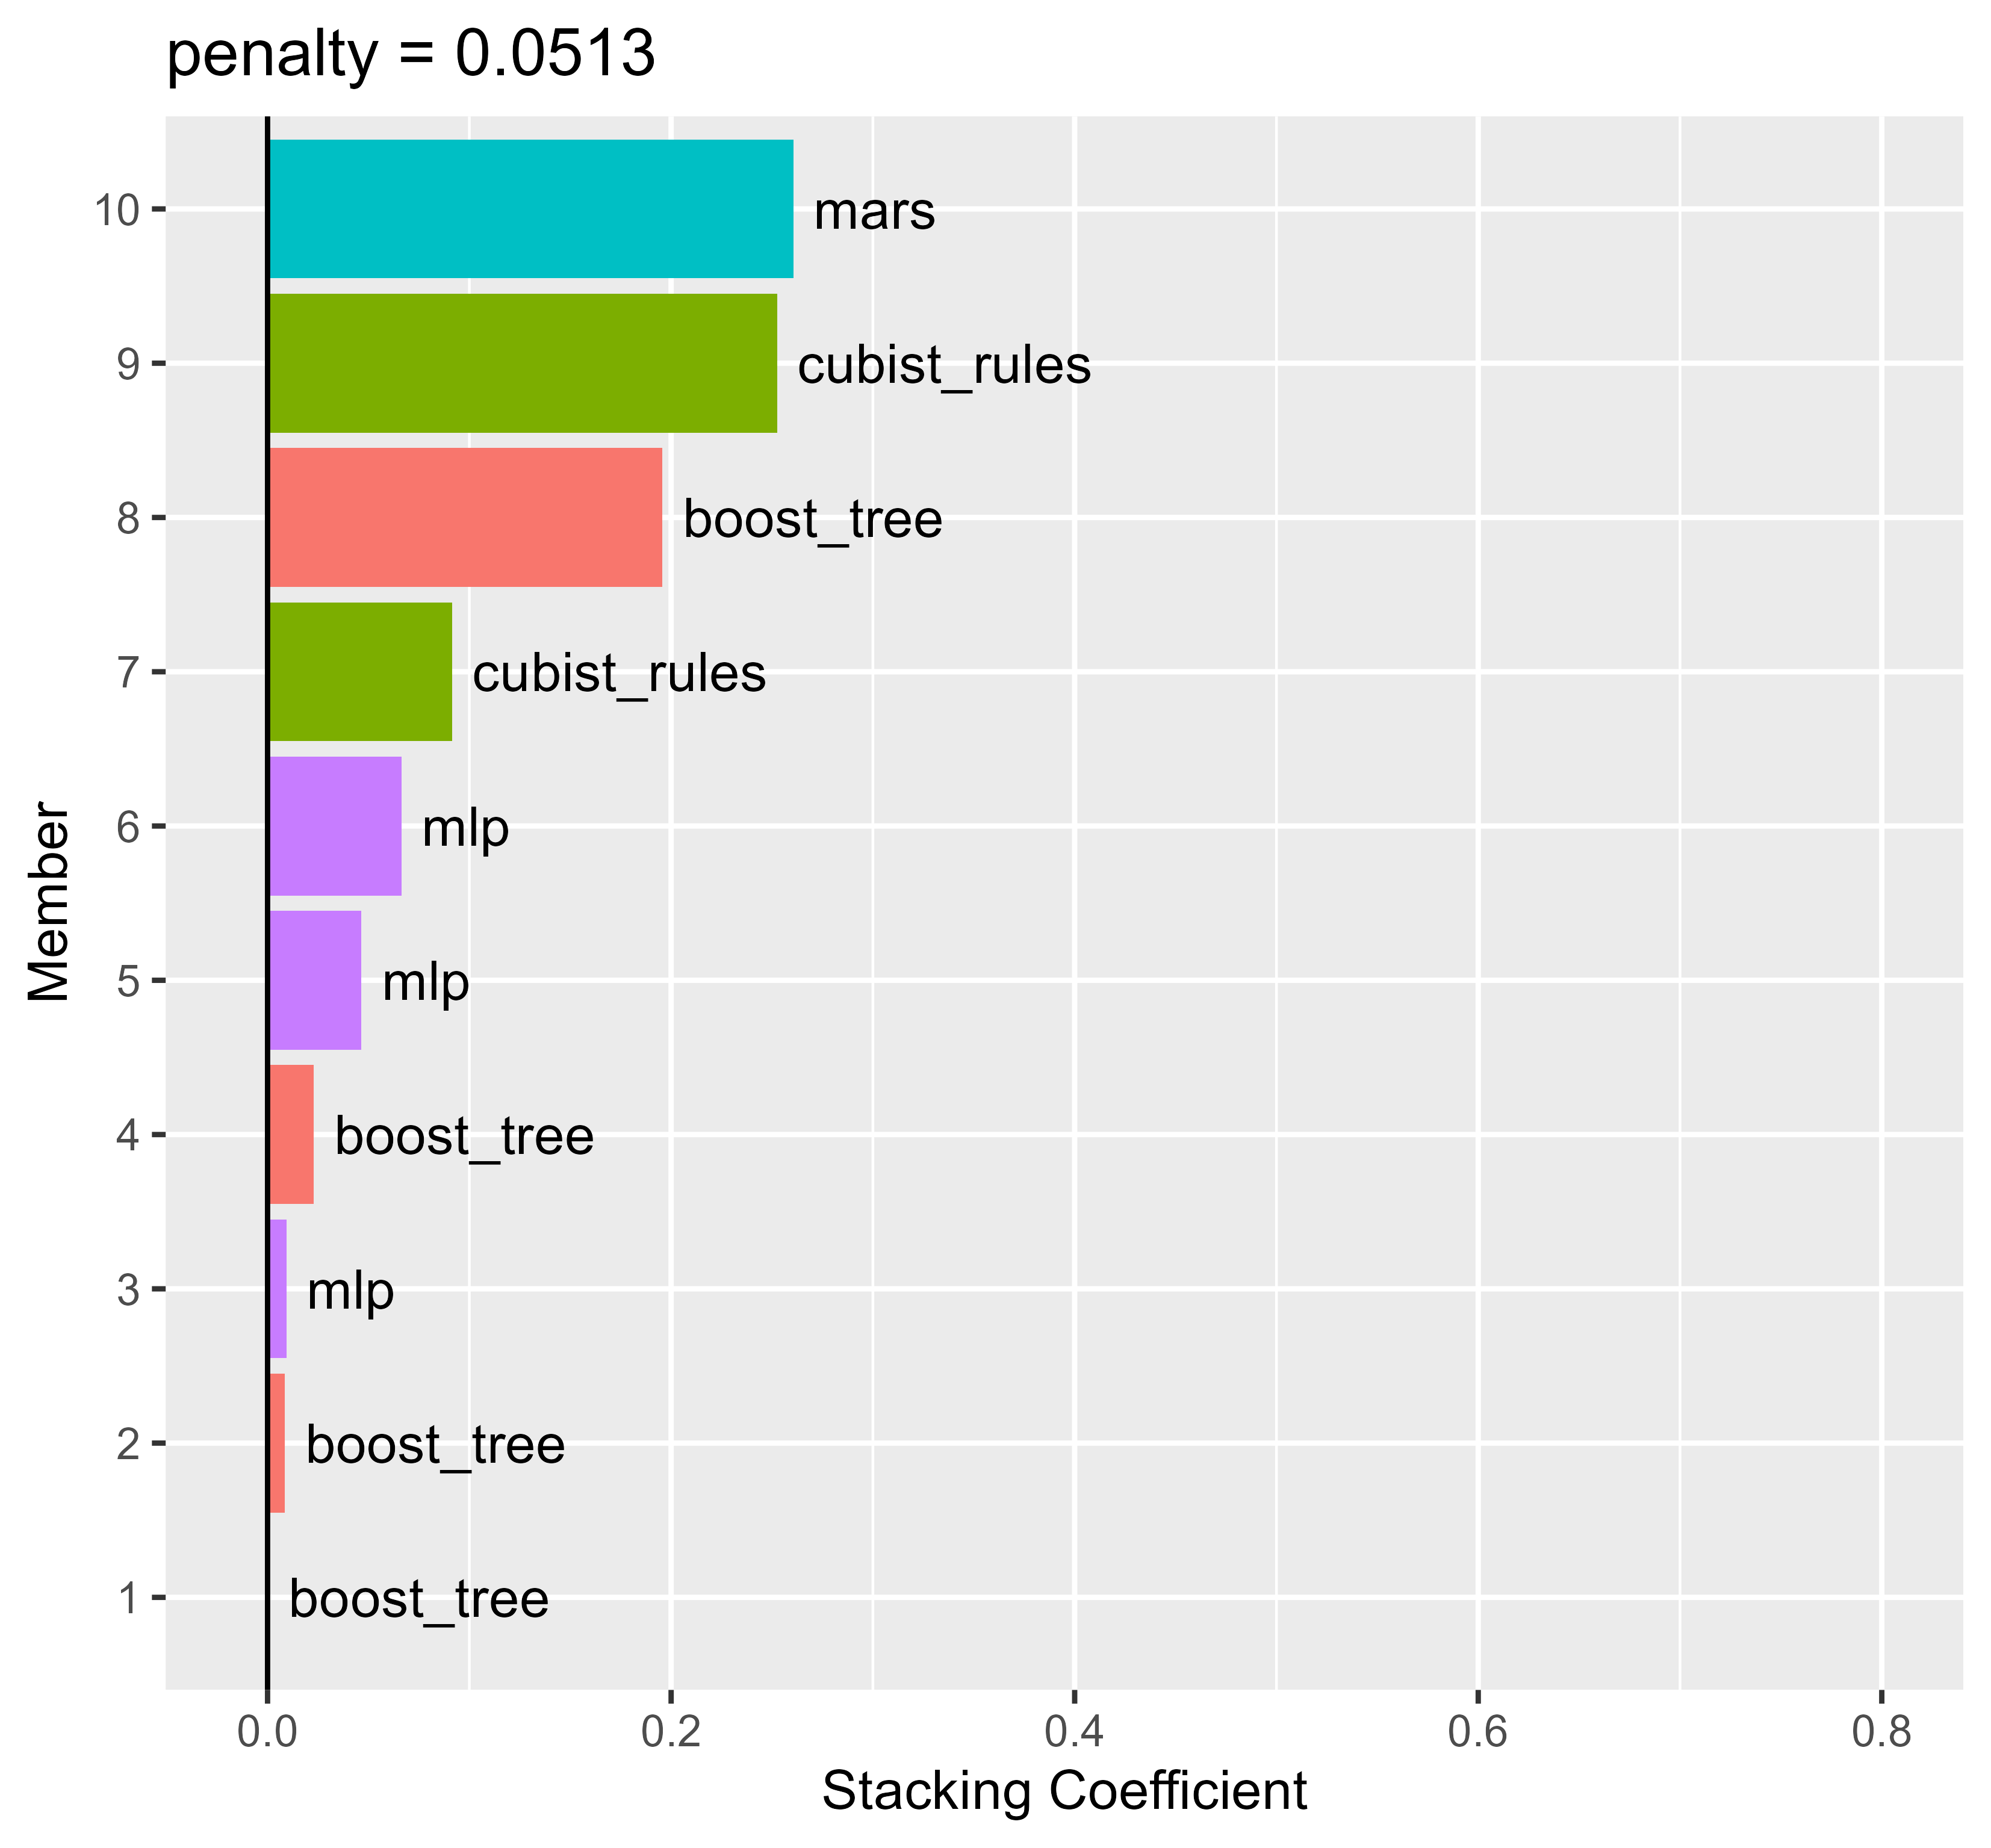 penalty = 0.0513
10
mars
9
cubist_rules
8
boost_tree
7
cubist_rules
6
mlp
5
mlp
4
boost_tree
3
mlp
2
boost_tree
1
boost_tree
Member
0.0 0.2 0.4 0.6 0.8
Stacking Coefficient